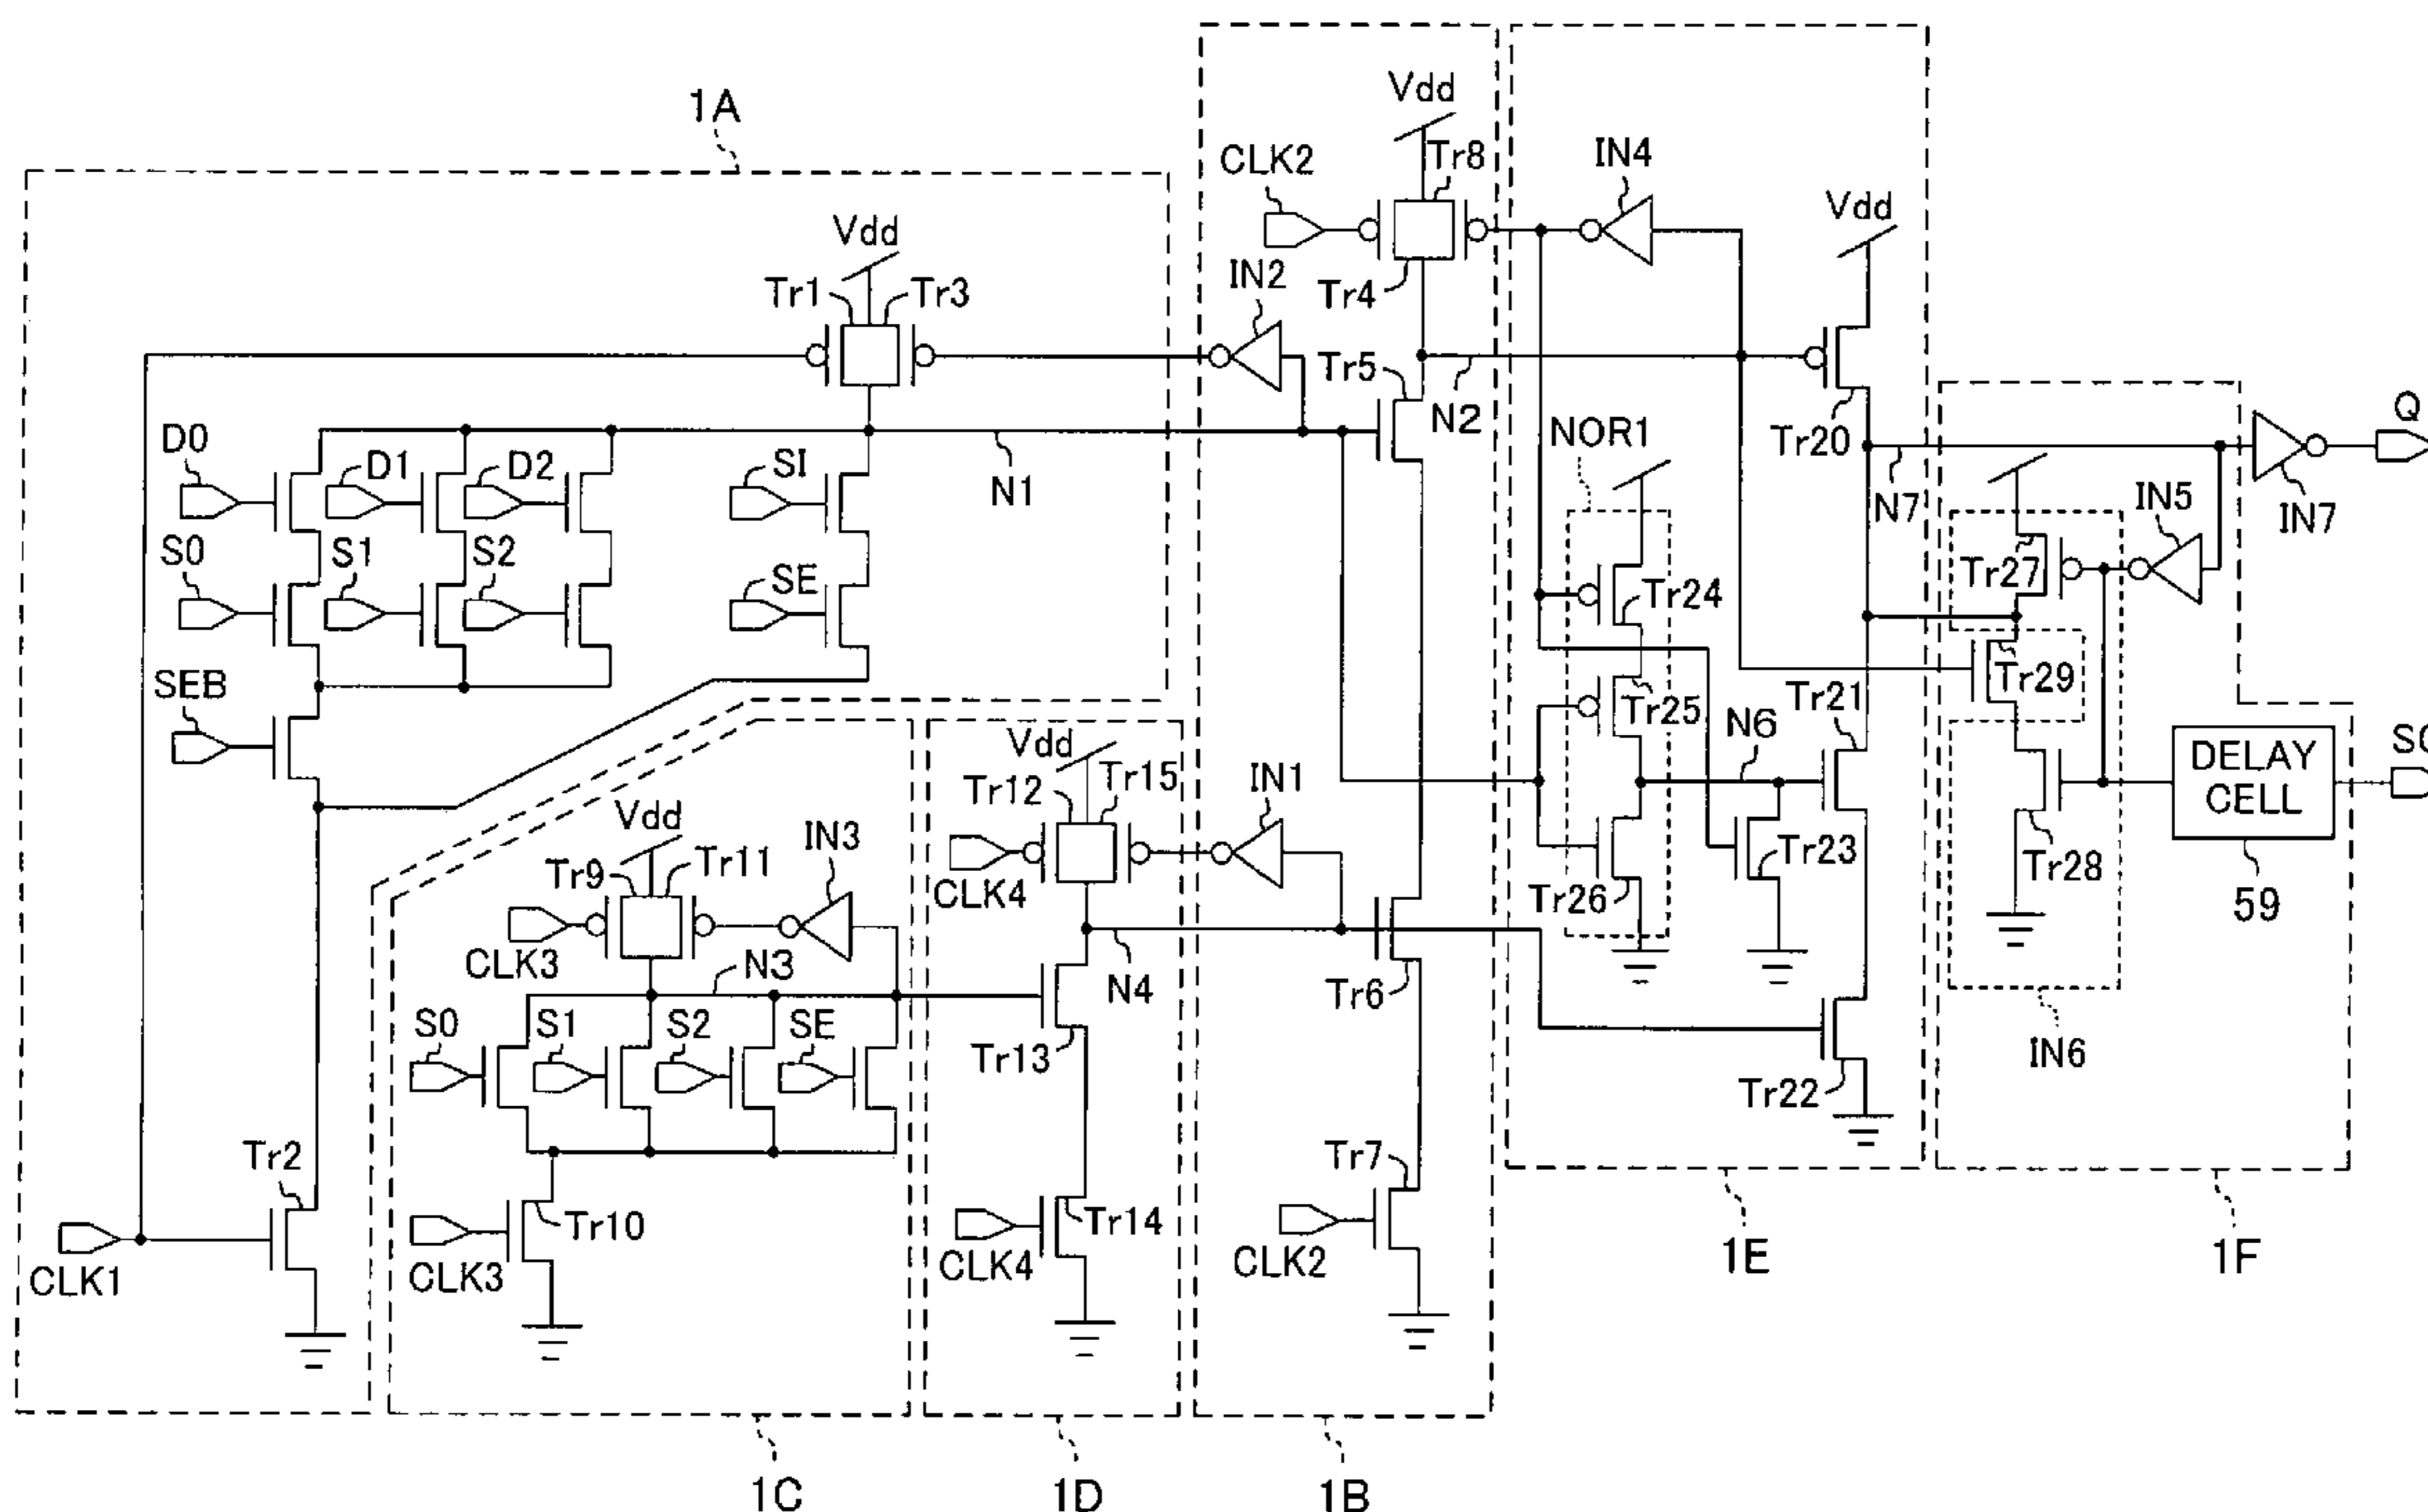 1A
Vdd
Tr1
Tr3
D0
D1
D2
SI
S0
S1
S2
SE
SEB
N1
Tr2
CLK1
Vdd
Tr9
Tr11
IN3
CLK3
N3
S0
S1
S2
SE
Tr10
CLK3
1C
Vdd
Tr12
Tr15
CLK4
N4
Tr13
Tr14
CLK4
1D
Vdd
CLK2
Tr8
Tr4
IN2
Tr5
N2
IN1
Tr6
Tr7
CLK2
1B
IN4
Vdd
NOR1
Tr20
N7
Tr24
Tr25
N6
Tr21
Tr23
Tr26
Tr22
1E
Q
IN5
IN7
Tr27
Tr29
DELAY
CELL
Tr28
59
IN6
1F